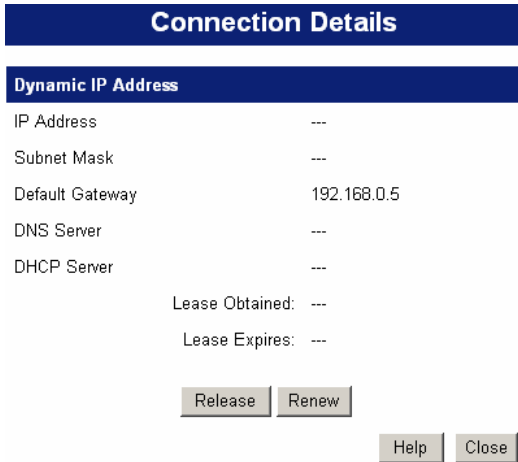 Connection Details
Dynamic IP Address
IP Address ---
Subnet Mask ---
Default Gateway 192.168.0.5
DNS Server ---
DHCP Server ---
Lease Obtained: ---
Lease Expires: ---
Release Renew
Help Close